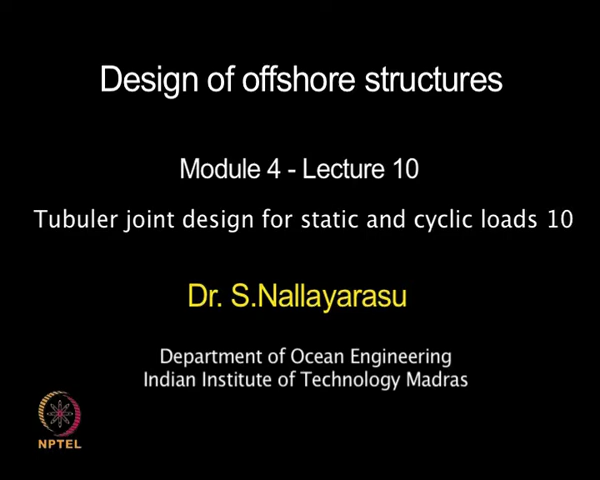 Design of offshore structures
Module 4 - Lecture 10
Tubuler joint design for static and cyclic loads 10
Dr. S.Nallayarasu
Department of Ocean Engineering
Indian Institute of Technology Madras
NPTEL